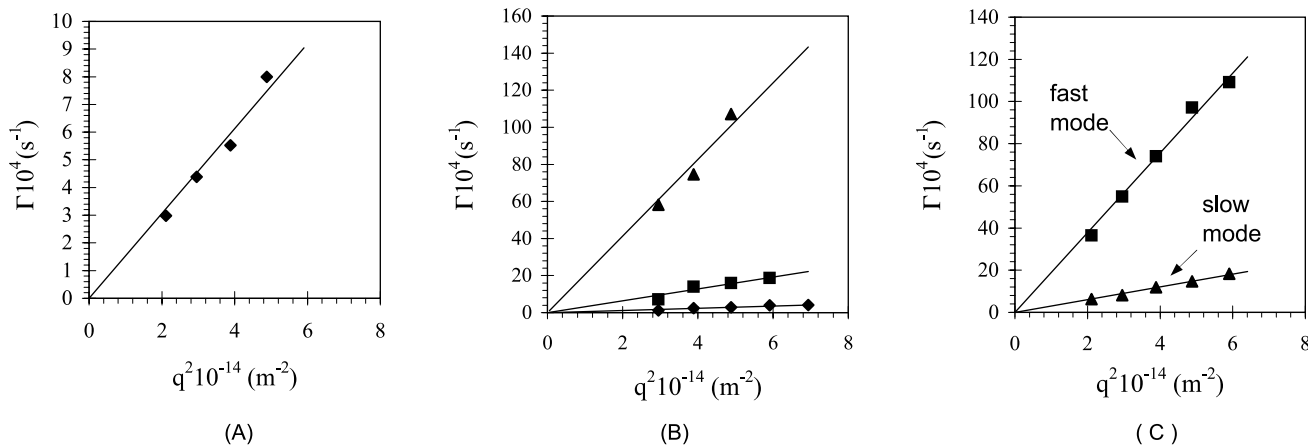 10
9
8
7
6
5
4
3
2
1
0
0 2 4 6 8
Γ10⁴(s⁻¹)
q²10⁻¹⁴ (m⁻²)
(A)
160
140
120
100
80
60
40
20
0
0 2 4 6 8
Γ10⁴(s⁻¹)
q²10⁻¹⁴ (m⁻²)
(B)
120
100
80
60
40
20
0
0 2 4 6 8
Γ10⁴(s⁻¹)
fast
mode
slow
mode
q²10⁻¹⁴ (m⁻²)
( C )